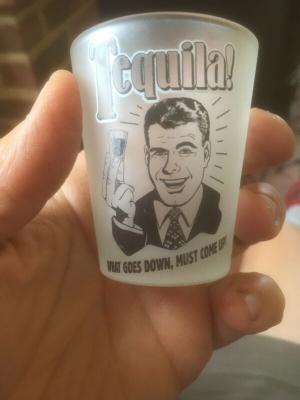 Tequila!
WHAT GOES DOWN, MUST COME UP!